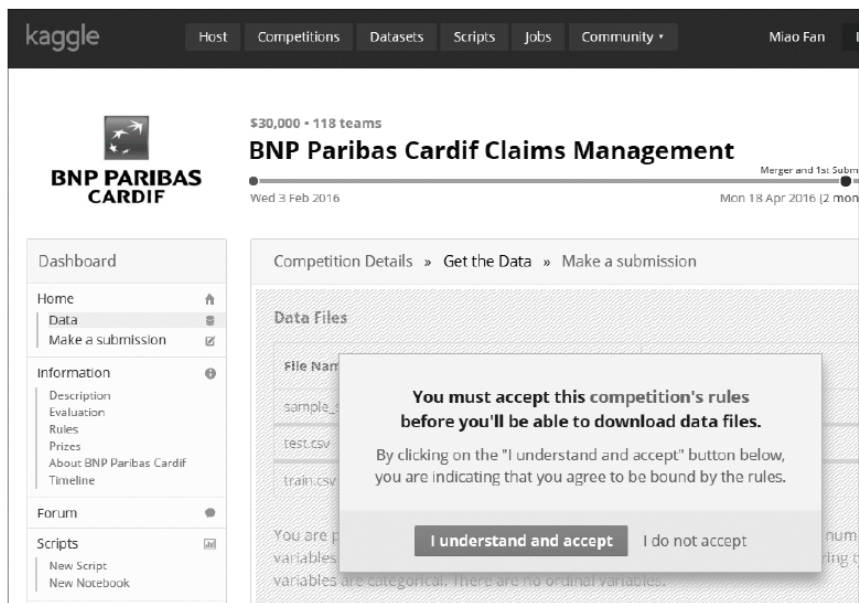 kaggle
Host
Competitions
Datasets
Scripts
Jobs
Community
Miao Fan
BNP PARIBAS
CARDIF
$30,000 • 118 teams
BNP Paribas Cardif Claims Management
Merger and 1st Subm
Wed 3 Feb 2016
Mon 18 Apr 2016 (2 mon
Dashboard
Home
Data
Make a submission
Information
Description
Evaluation
Rules
Prizes
About BNP Paribas Cardif
Timeline
Forum
Scripts
New Script
New Notebook
Competition Details » Get the Data » Make a submission
Data Files
File Nam
sample_s
test.csv
train.csv
You must accept this competition's rules
before you'll be able to download data files.
By clicking on the "I understand and accept" button below,
you are indicating that you agree to be bound by the rules.
I understand and accept
I do not accept
You are p
num
variables
ring ty
variables are categorical. There are no ordinal variables.